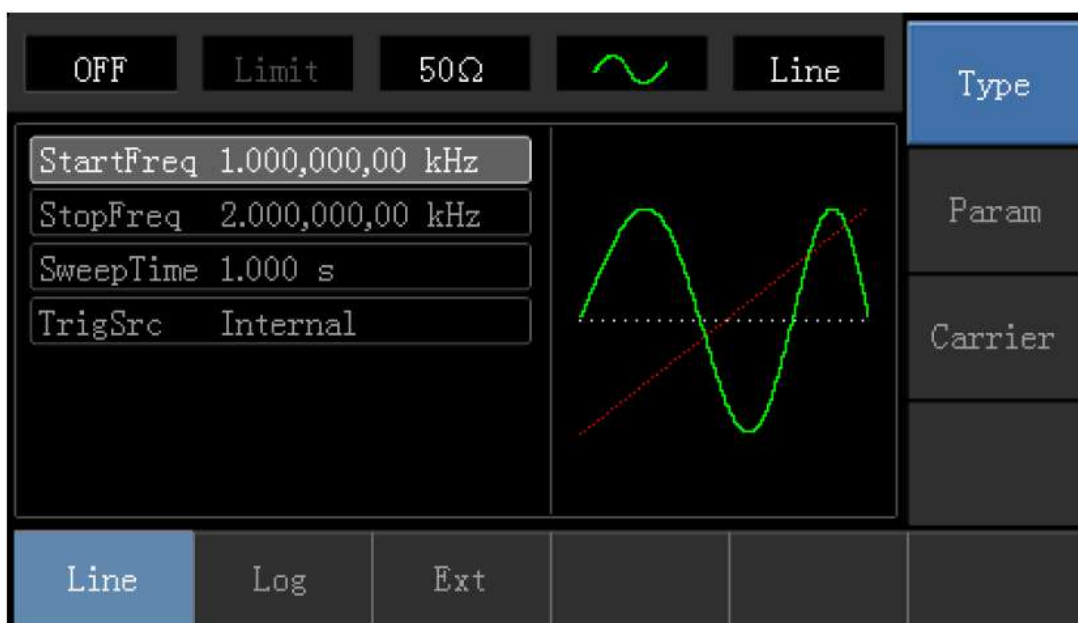 OFF Limit 50Ω Line
Type
StartFreq 1.000,000,00 kHz
StopFreq 2.000,000,00 kHz
SweepTime 1.000 s
TrigSrc Internal
Param
Carrier
Line Log Ext